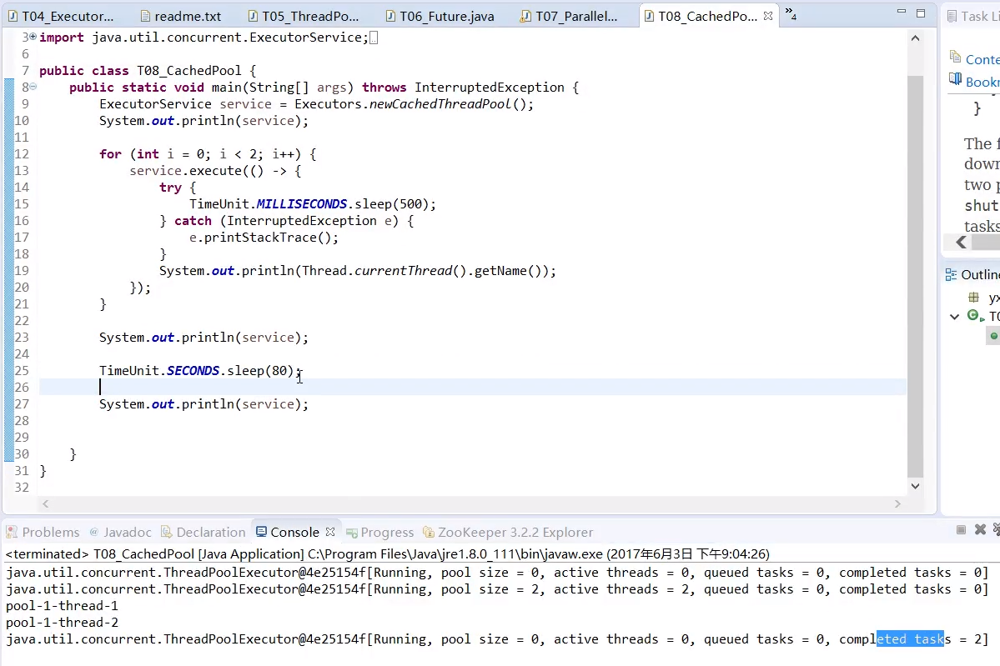 T04_Executor... readme.txt T05_ThreadPo... T06_Future.java T07_Parallel... T08_CachedPo... »4 Task Li
3 import java.util.concurrent.ExecutorService;
6
7 public class T08_CachedPool {
8 public static void main(String[] args) throws InterruptedException {
9 ExecutorService service = Executors.newCachedThreadPool();
10 System.out.println(service);
11
12 for (int i = 0; i < 2; i++) {
13 service.execute(() -> {
14 try {
15 TimeUnit.MILLISECONDS.sleep(500);
16 } catch (InterruptedException e) {
17 e.printStackTrace();
18 }
19 System.out.println(Thread.currentThread().getName());
20 });
21 }
22
23 System.out.println(service);
24
25 TimeUnit.SECONDS.sleep(80);
26
27 System.out.println(service);
28
29
30 }
31 }
32
Conte
Bookr
}
The f
down
two p
shut
tasks
Outline
yx
T0
Problems Javadoc Declaration Console Progress ZooKeeper 3.2.2 Explorer
<terminated> T08_CachedPool [Java Application] C:\Program Files\Java\jre1.8.0_111\bin\javaw.exe (2017年6月3日 下午9:04:26)
java.util.concurrent.ThreadPoolExecutor@4e25154f[Running, pool size = 0, active threads = 0, queued tasks = 0, completed tasks = 0]
java.util.concurrent.ThreadPoolExecutor@4e25154f[Running, pool size = 2, active threads = 2, queued tasks = 0, completed tasks = 0]
pool-1-thread-1
pool-1-thread-2
java.util.concurrent.ThreadPoolExecutor@4e25154f[Running, pool size = 0, active threads = 0, queued tasks = 0, completed tasks = 2]